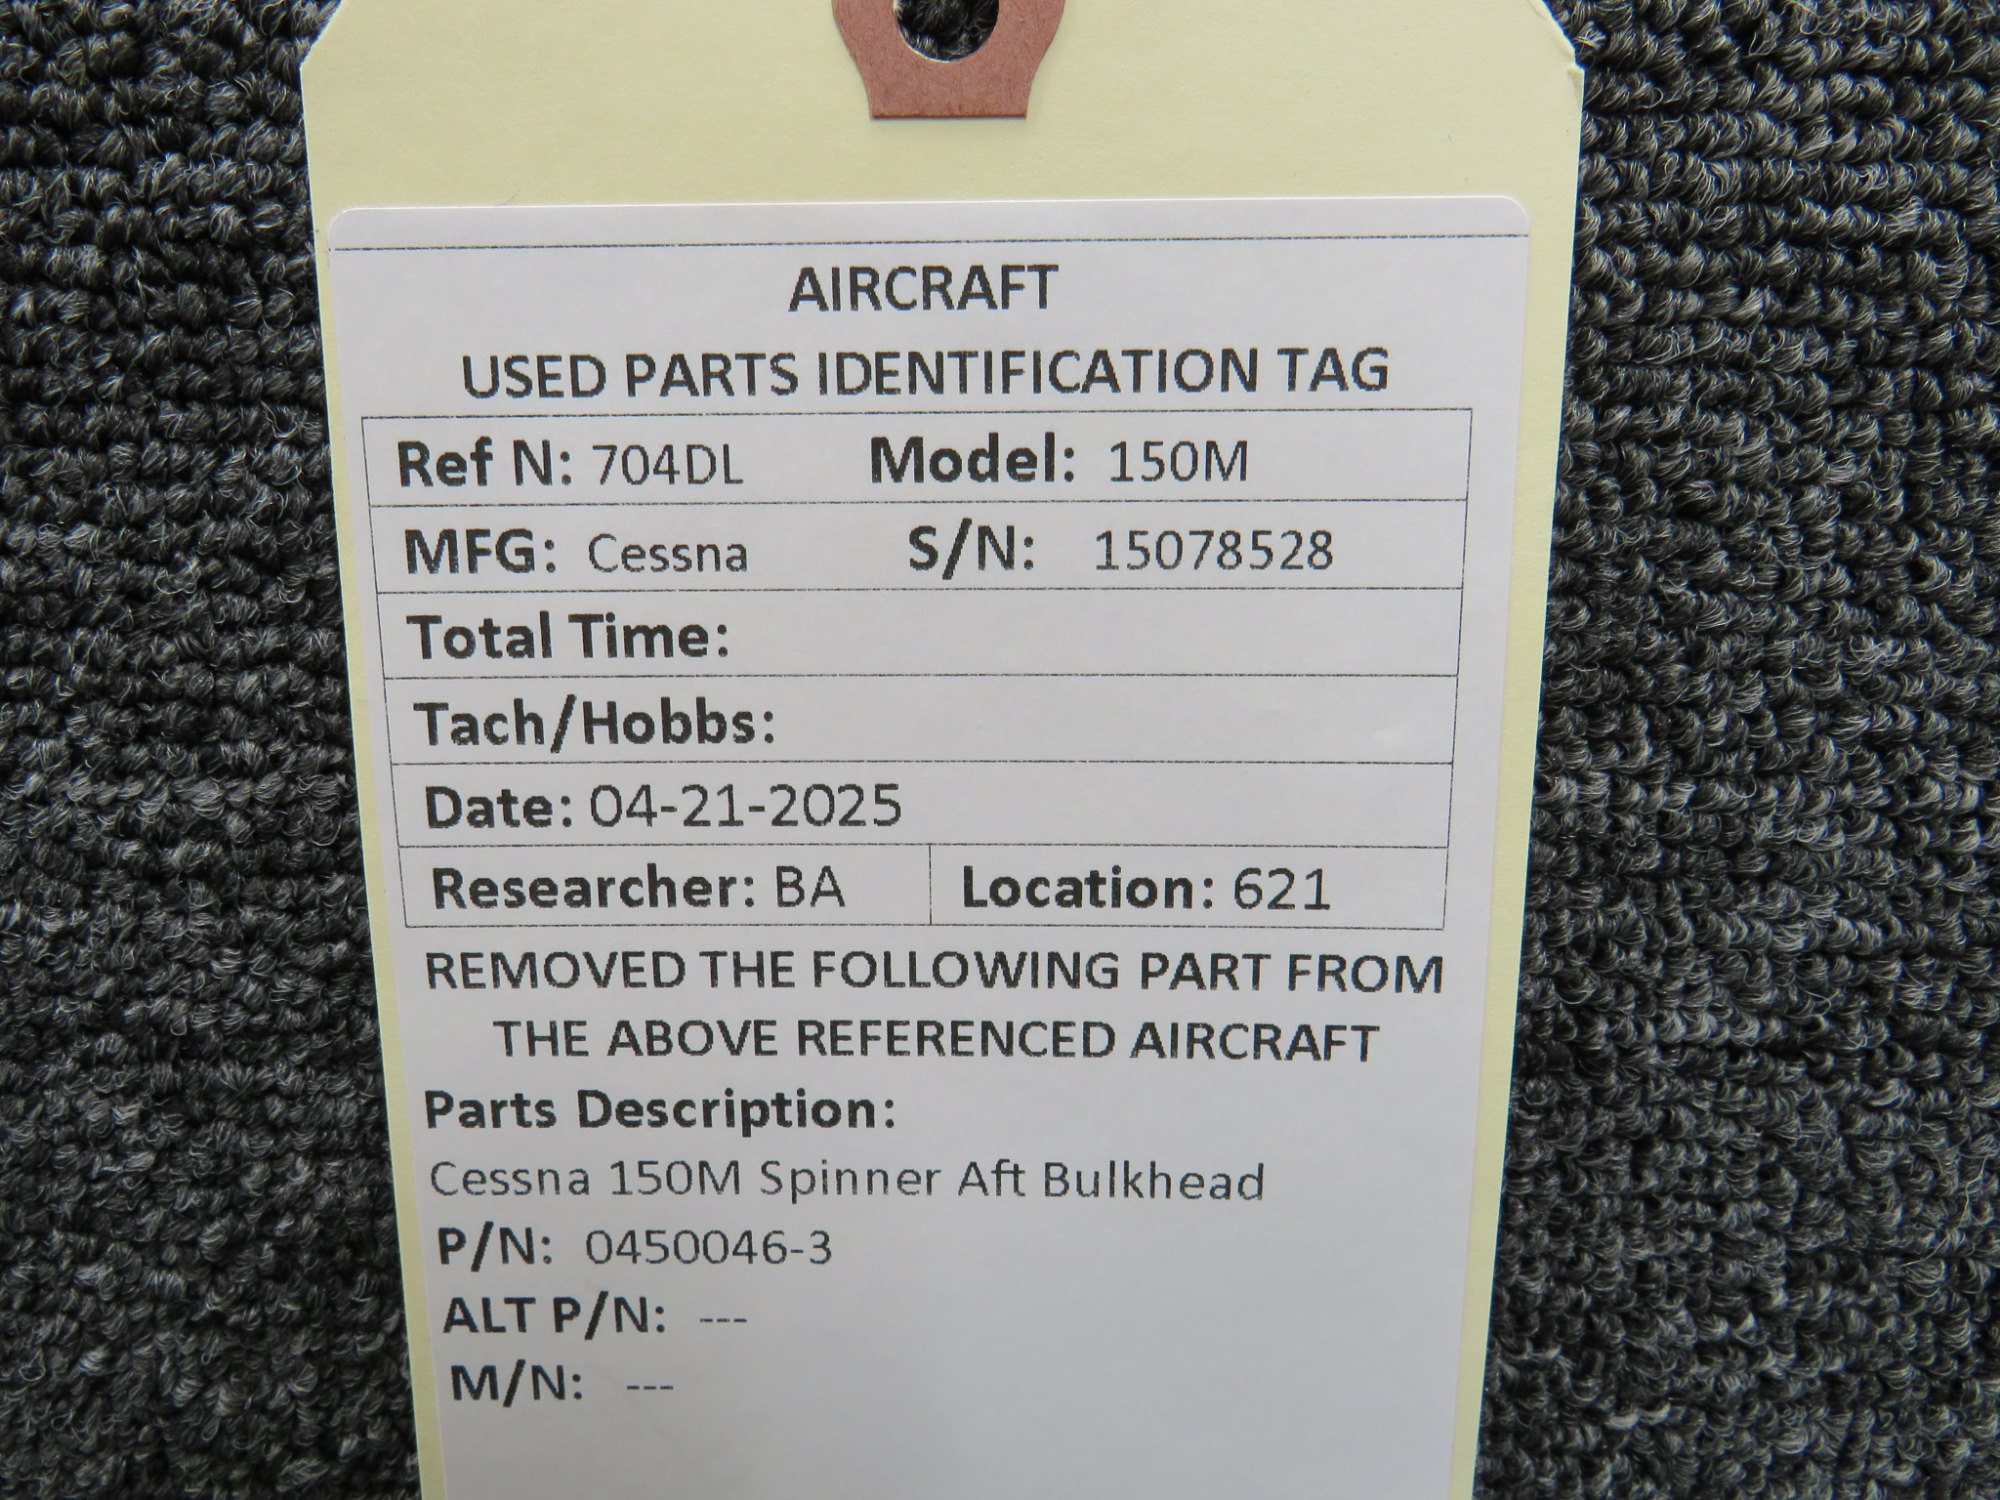 AIRCRAFT
USED PARTS IDENTIFICATION TAG
Ref N: 704DL Model: 150M
MFG: Cessna S/N: 15078528
Total Time:
Tach/Hobbs:
Date: 04-21-2025
Researcher: BA Location: 621
REMOVED THE FOLLOWING PART FROM
THE ABOVE REFERENCED AIRCRAFT
Parts Description:
Cessna 150M Spinner Aft Bulkhead
P/N: 0450046-3
ALT P/N: ---
M/N: ---